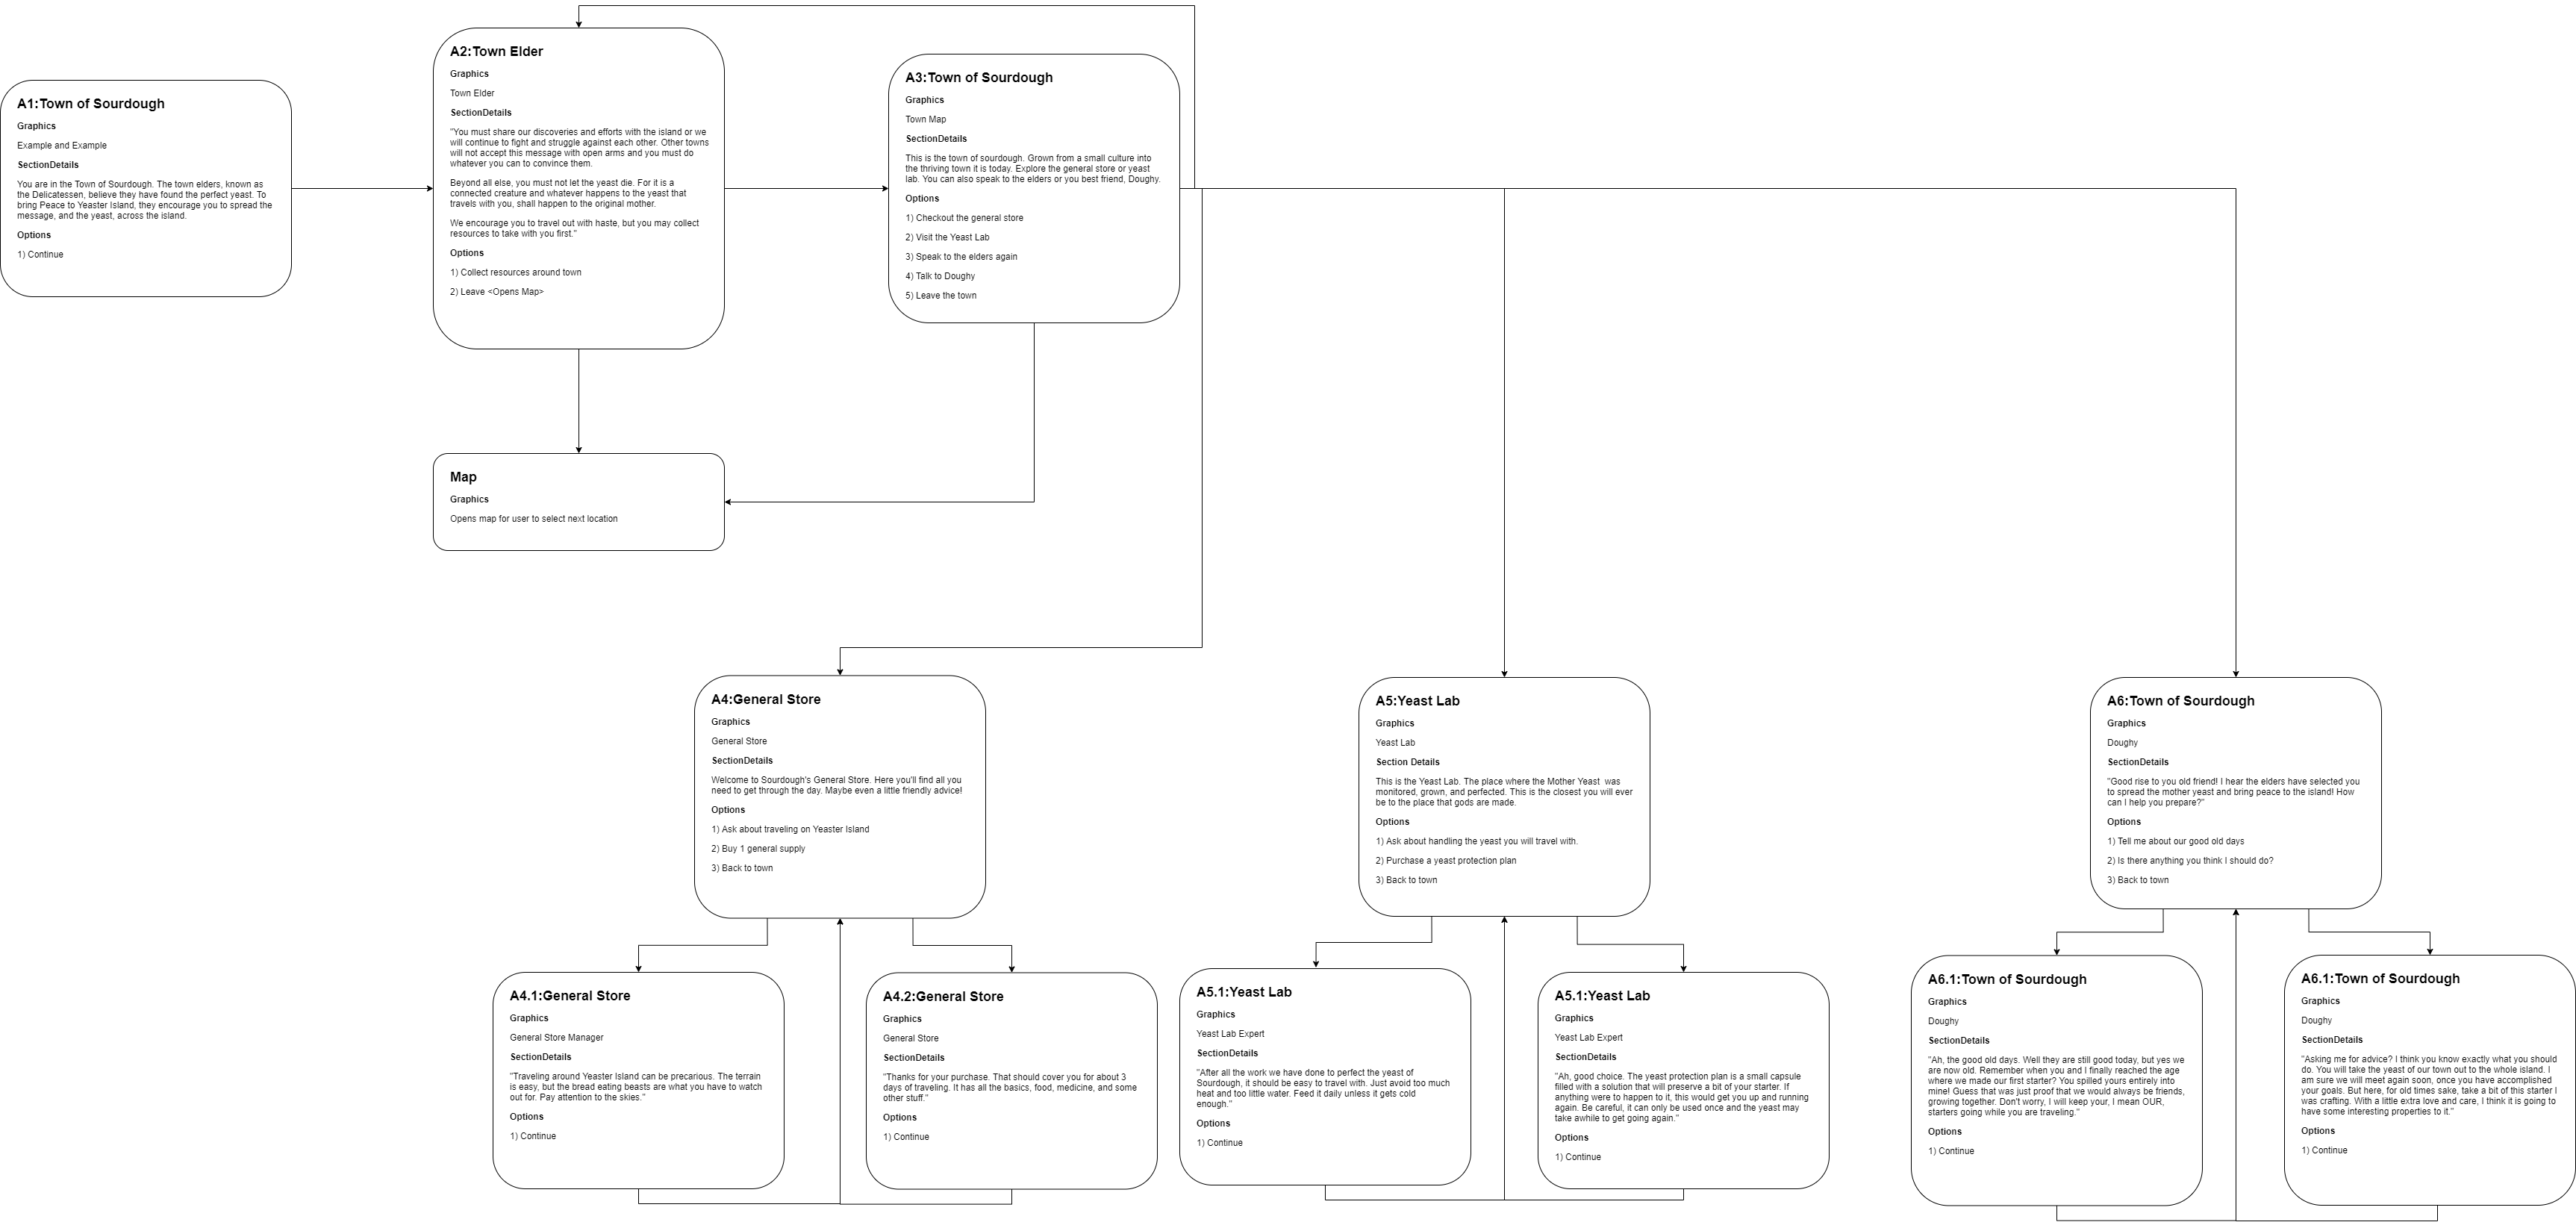 A1:Town of Sourdough
Graphics
Example and Example
SectionDetails
You are in the Town of Sourdough. The town elders, known as
the Delicatessen, believe they have found the perfect yeast. To
bring Peace to Yeaster Island, they encourage you to spread the
message, and the yeast, across the island.
Options
1) Continue
A2:Town Elder
Graphics
Town Elder
SectionDetails
"You must share our discoveries and efforts with the island or we
will continue to fight and struggle against each other. Other towns
will not accept this message with open arms and you must do
whatever you can to convince them.
Beyond all else, you must not let the yeast die. For it is a
connected creature and whatever happens to the yeast that
travels with you, shall happen to the original mother.
We encourage you to travel out with haste, but you may collect
resources to take with you first."
Options
1) Collect resources around town
2) Leave <Opens Map>
A3:Town of Sourdough
Graphics
Town Map
SectionDetails
This is the town of sourdough. Grown from a small culture into
the thriving town it is today. Explore the general store or yeast
lab. You can also speak to the elders or you best friend, Doughy.
Options
1) Checkout the general store
2) Visit the Yeast Lab
3) Speak to the elders again
4) Talk to Doughy
5) Leave the town
Map
Graphics
Opens map for user to select next location
A4:General Store
Graphics
General Store
SectionDetails
Welcome to Sourdough's General Store. Here you'll find all you
need to get through the day. Maybe even a little friendly advice!
Options
1) Ask about traveling on Yeaster Island
2) Buy 1 general supply
3) Back to town
A5:Yeast Lab
Graphics
Yeast Lab
Section Details
This is the Yeast Lab. The place where the Mother Yeast  was
monitored, grown, and perfected. This is the closest you will ever
be to the place that gods are made.
Options
1) Ask about handling the yeast you will travel with.
2) Purchase a yeast protection plan
3) Back to town
A6:Town of Sourdough
Graphics
Doughy
SectionDetails
"Good rise to you old friend! I hear the elders have selected you
to spread the mother yeast and bring peace to the island! How
can I help you prepare?"
Options
1) Tell me about our good old days
2) Is there anything you think I should do?
3) Back to town
A4.1:General Store
Graphics
General Store Manager
SectionDetails
"Traveling around Yeaster Island can be precarious. The terrain
is easy, but the bread eating beasts are what you have to watch
out for. Pay attention to the skies."
Options
1) Continue
A4.2:General Store
Graphics
General Store
SectionDetails
"Thanks for your purchase. That should cover you for about 3
days of traveling. It has all the basics, food, medicine, and some
other stuff."
Options
1) Continue
A5.1:Yeast Lab
Graphics
Yeast Lab Expert
SectionDetails
"After all the work we have done to perfect the yeast of
Sourdough, it should be easy to travel with. Just avoid too much
heat and too little water. Feed it daily unless it gets cold
enough."
Options
1) Continue
A5.1:Yeast Lab
Graphics
Yeast Lab Expert
SectionDetails
"Ah, good choice. The yeast protection plan is a small capsule
filled with a solution that will preserve a bit of your starter. If
anything were to happen to it, this would get you up and running
again. Be careful, it can only be used once and the yeast may
take awhile to get going again."
Options
1) Continue
A6.1:Town of Sourdough
Graphics
Doughy
SectionDetails
"Ah, the good old days. Well they are still good today, but yes we
are now old. Remember when you and I finally reached the age
where we made our first starter? You spilled yours entirely into
mine! Guess that was just proof that we would always be friends,
growing together. Don't worry, I will keep your, I mean OUR,
starters going while you are traveling."
Options
1) Continue
A6.1:Town of Sourdough
Graphics
Doughy
SectionDetails
"Asking me for advice? I think you know exactly what you should
do. You will take the yeast of our town out to the whole island. I
am sure we will meet again soon, once you have accomplished
your goals. But here, for old times sake, take a bit of this starter I
was crafting. With a little extra love and care, I think it is going to
have some interesting properties to it."
Options
1) Continue